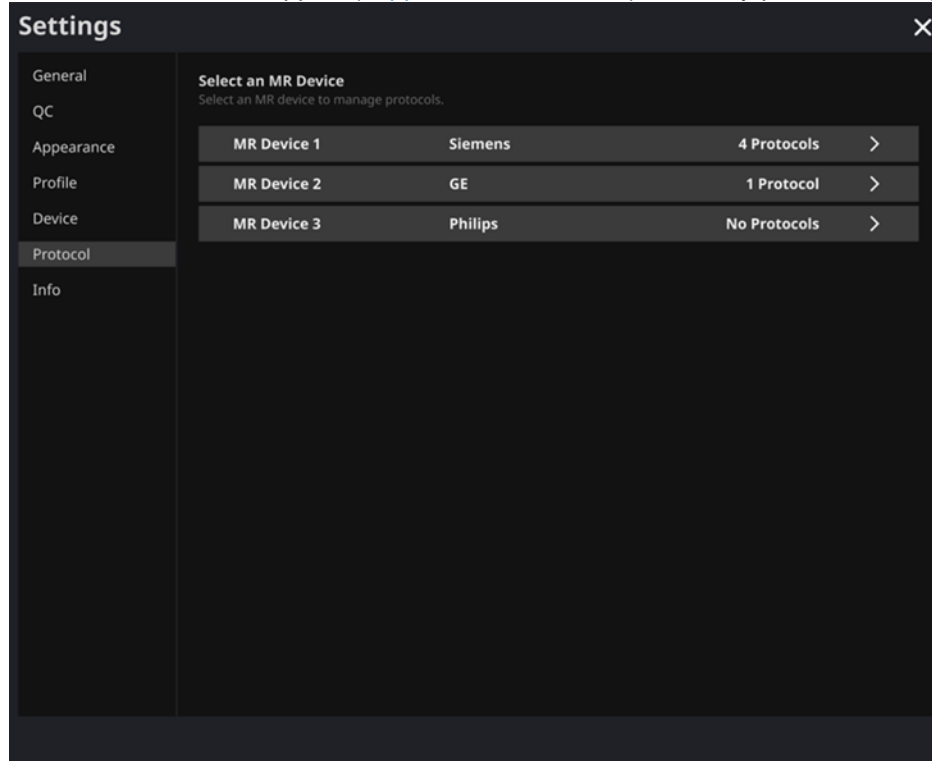 Settings
General
QC
Appearance
Profile
Device
Protocol
Info
Select an MR Device
Select an MR device to manage protocols.
MR Device 1 Siemens 4 Protocols
MR Device 2 GE 1 Protocol
MR Device 3 Philips No Protocols